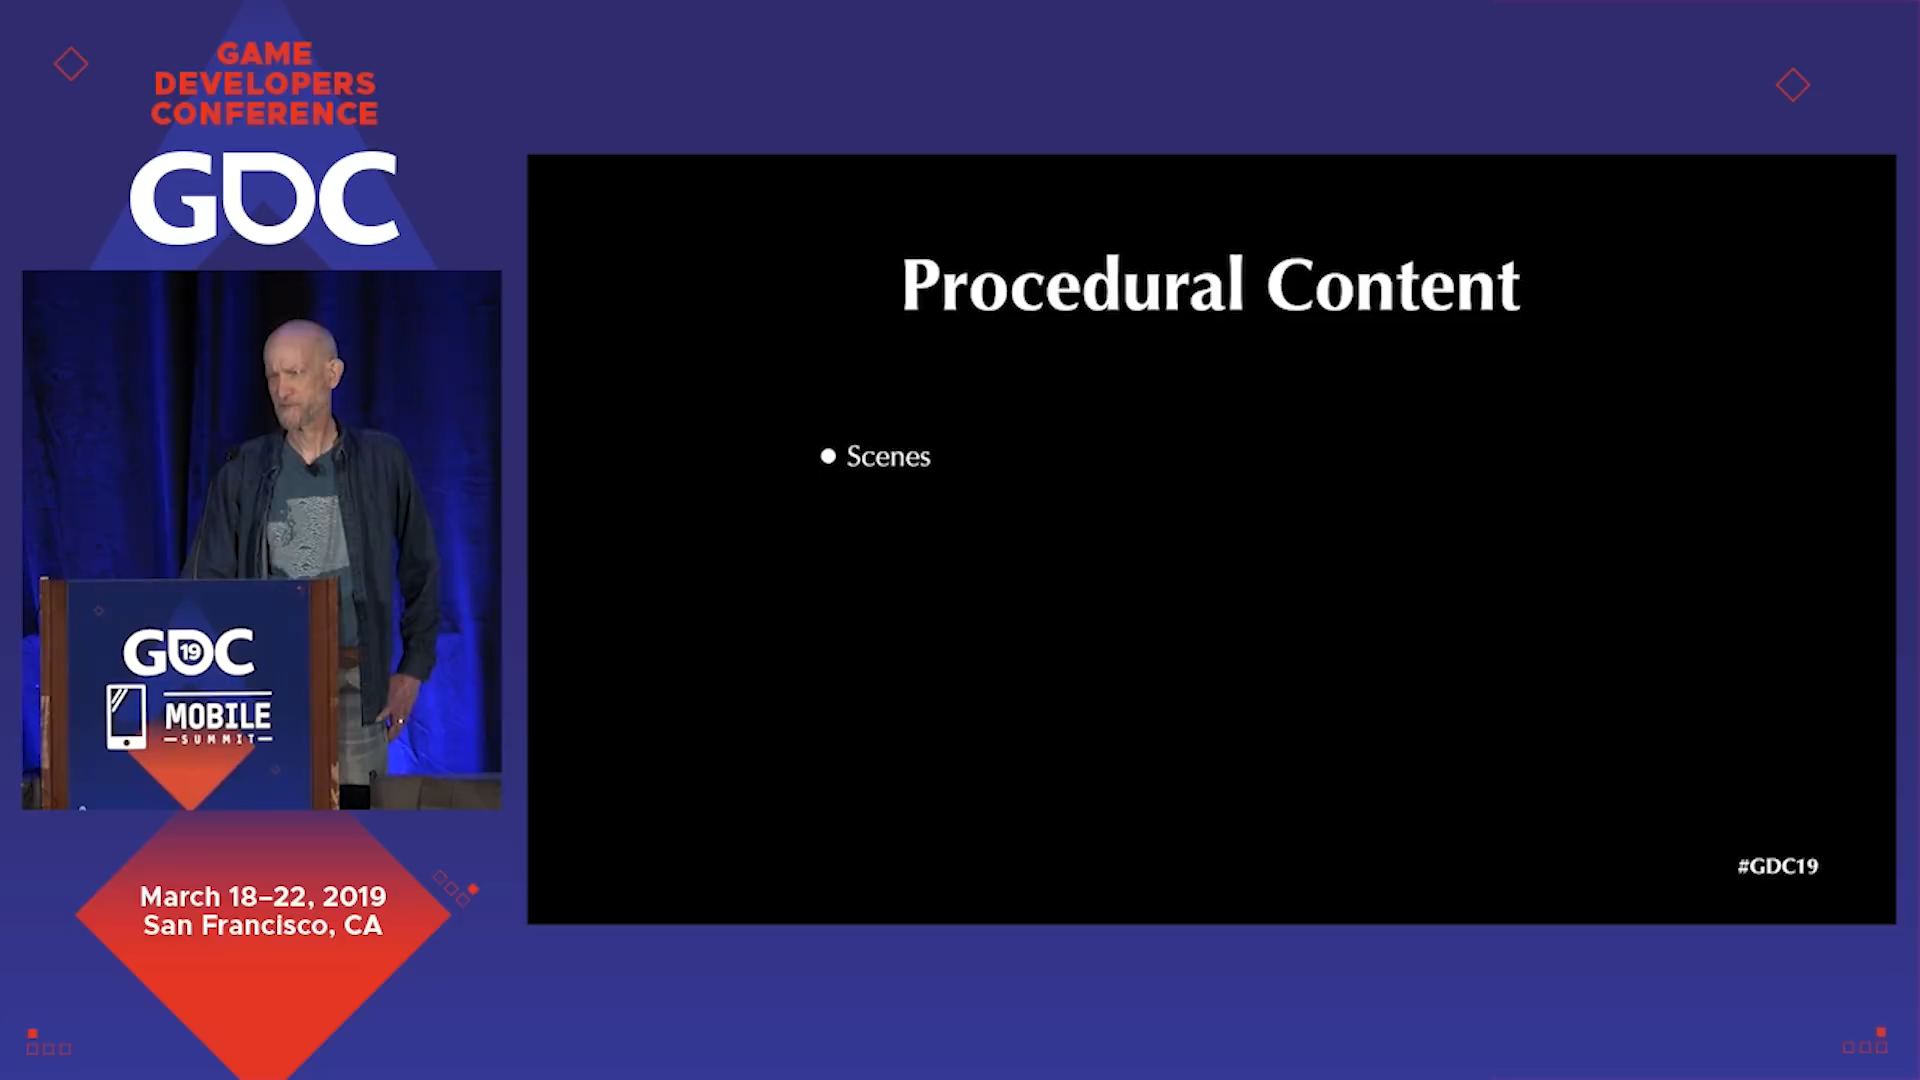 GAME
DEVELOPERS
CONFERENCE
GDC
Procedural Content
• Scenes
GDC
19
MOBILE
SUMMIT
#GDC19
March 18–22, 2019
San Francisco, CA